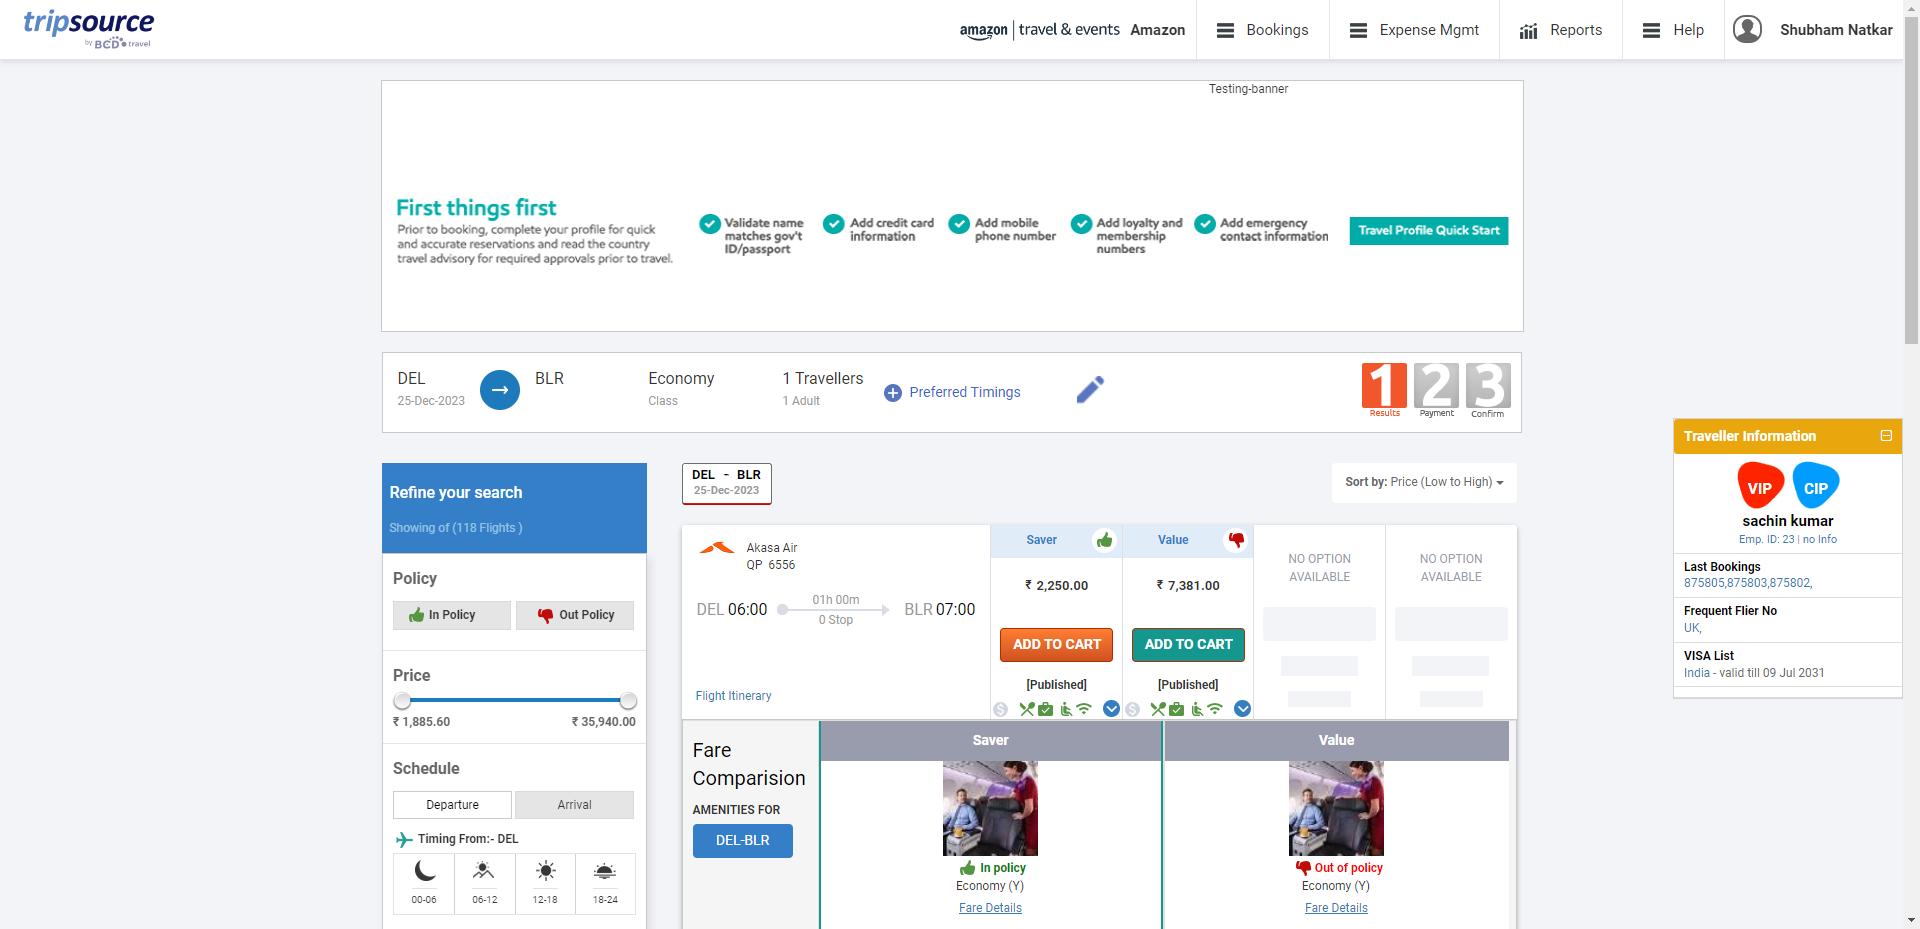 tripsource
by BCD travel
amazon | travel & events Amazon
Bookings
Expense Mgmt
Reports
Help
Shubham Natkar
Testing-banner
First things first
Prior to booking, complete your profile for quick
and accurate reservations and read the country
travel advisory for required approvals prior to travel.
Validate name
matches gov't
ID/passport
Add credit card
information
Add mobile
phone number
Add loyalty and
membership
numbers
Add emergency
contact information
Travel Profile Quick Start
DEL
25-Dec-2023
BLR
Economy
Class
1 Travellers
1 Adult
Preferred Timings
1
Results
2
Payment
3
Confirm
Traveller Information
VIP
CIP
sachin kumar
Emp. ID: 23 | no Info
Last Bookings
875805,875803,875802,
Frequent Flier No
UK,
VISA List
India - valid till 09 Jul 2031
Refine your search
Showing of (118 Flights )
Policy
In Policy
Out Policy
Price
₹ 1,885.60
₹ 35,940.00
Schedule
Departure
Arrival
Timing From:- DEL
00-06
06-12
12-18
18-24
DEL - BLR
25-Dec-2023
Sort by: Price (Low to High)
Akasa Air
QP 6556
DEL 06:00
01h 00m
0 Stop
BLR 07:00
Flight Itinerary
Saver
₹ 2,250.00
ADD TO CART
[Published]
Value
₹ 7,381.00
ADD TO CART
[Published]
NO OPTION
AVAILABLE
NO OPTION
AVAILABLE
Fare
Comparision
AMENITIES FOR
DEL-BLR
Saver
In policy
Economy (Y)
Fare Details
Value
Out of policy
Economy (Y)
Fare Details